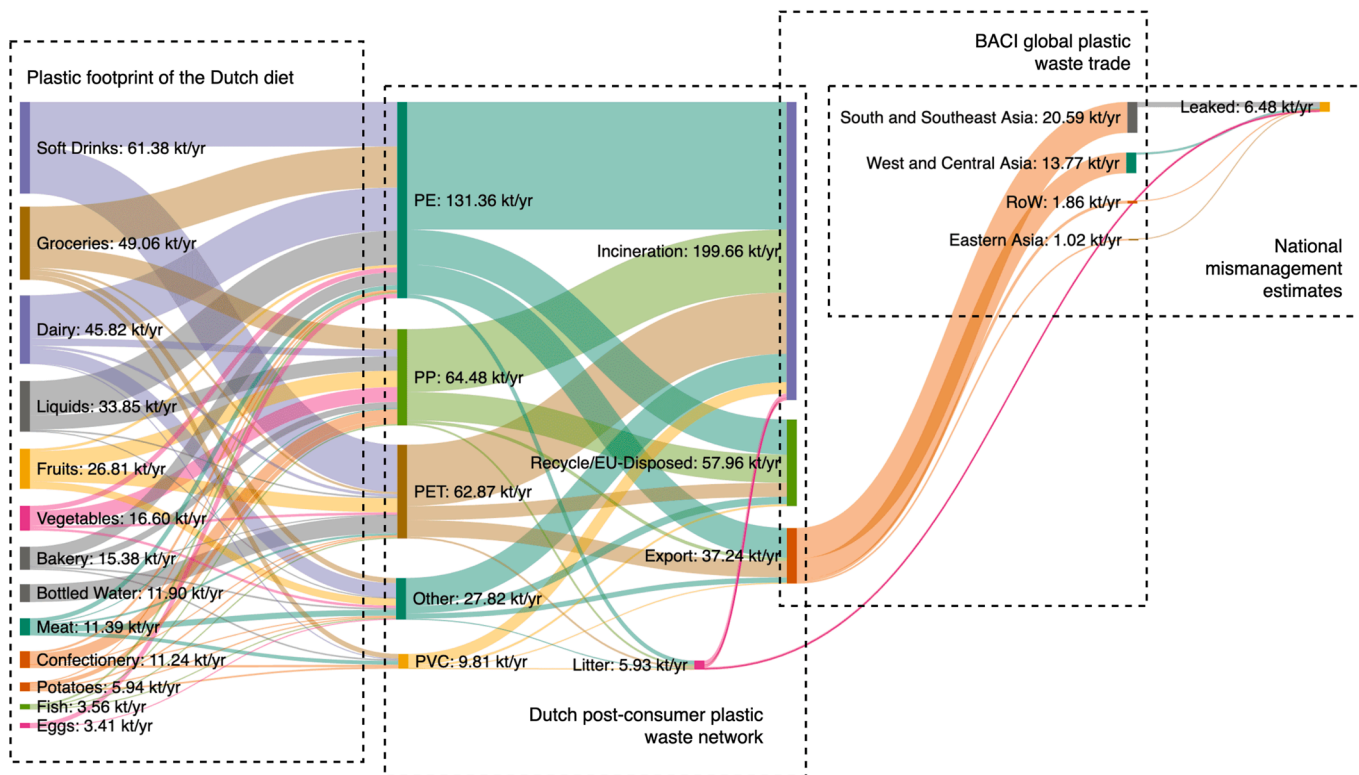 Plastic footprint of the Dutch diet
Soft Drinks: 61.38 kt/yr
Groceries: 49.06 kt/yr
Dairy: 45.82 kt/yr
Liquids: 33.85 kt/yr
Fruits: 26.81 kt/yr
Vegetables: 16.60 kt/yr
Bakery: 15.38 kt/yr
Bottled Water: 11.90 kt/yr
Meat: 11.39 kt/yr
Confectionery: 11.24 kt/yr
Potatoes: 5.94 kt/yr
Fish: 3.56 kt/yr
Eggs: 3.41 kt/yr
PE: 131.36 kt/yr
PP: 64.48 kt/yr
PET: 62.87 kt/yr
Other: 27.82 kt/yr
PVC: 9.81 kt/yr
Incineration: 199.66 kt/yr
Recycle/EU-Disposed: 57.96 kt/yr
Export: 37.24 kt/yr
Litter: 5.93 kt/yr
Dutch post-consumer plastic
waste network
BACI global plastic
waste trade
South and Southeast Asia: 20.59 kt/yr
West and Central Asia: 13.77 kt/yr
RoW: 1.86 kt/yr
Eastern Asia: 1.02 kt/yr
Leaked: 6.48 kt/yr
National
mismanagement
estimates